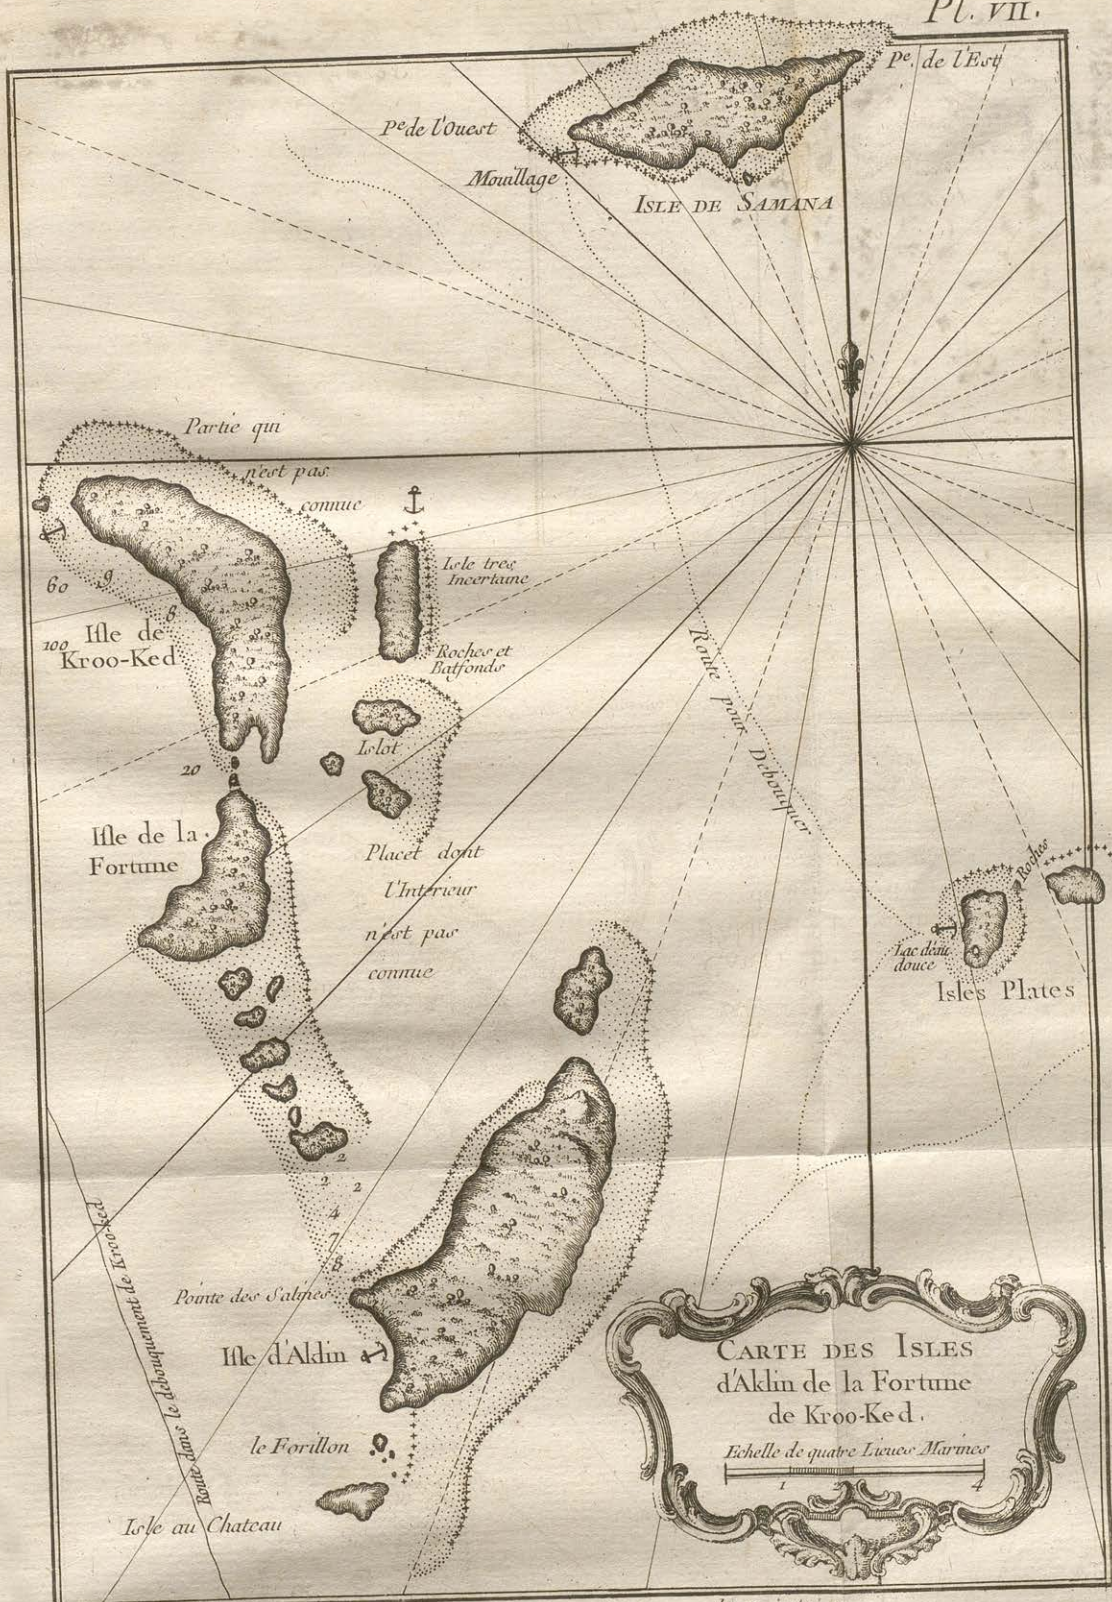 Pl. VII.
Pe. de l'Est
Pe de l'Ouest
Mouillage
ISLE DE SAMANA
Partie qui
n'est pas
connue
Isle tres
Incertaine
60
9
8
100
Isle de
Kroo-Ked
Roches et
Batfonds
Islot
20
Isle de la
Fortune
Placet dont
l'Interieur
n'est pas
connue
Route pour Debouquer
Roches
Lac d'eau
douce
Isles Plates
2
2
2
4
7
8
Pointe des Salines
Isle d'Aklin
Route dans le debouquement de Kroo-ked
le Forillon
Isle au Chateau
CARTE DES ISLES
d'Aklin de la Fortune
de Kroo-Ked.
Echelle de quatre Lieues Marines
1 2 4